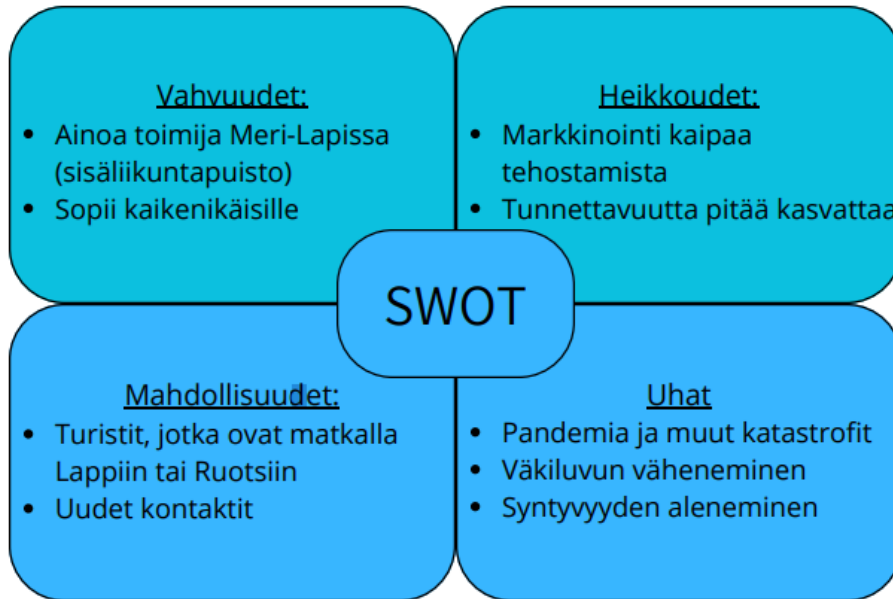 Vahvuudet:
• Ainoa toimija Meri-Lapissa
(sisäliikuntapuisto)
• Sopii kaikenikäisille
Heikkoudet:
• Markkinointi kaipaa
tehostamista
• Tunnettavuutta pitää kasvattaa
SWOT
Mahdollisuudet:
• Turistit, jotka ovat matkalla
Lappiin tai Ruotsiin
• Uudet kontaktit
Uhat
• Pandemia ja muut katastrofit
• Väkiluvun väheneminen
• Syntyvyyden aleneminen